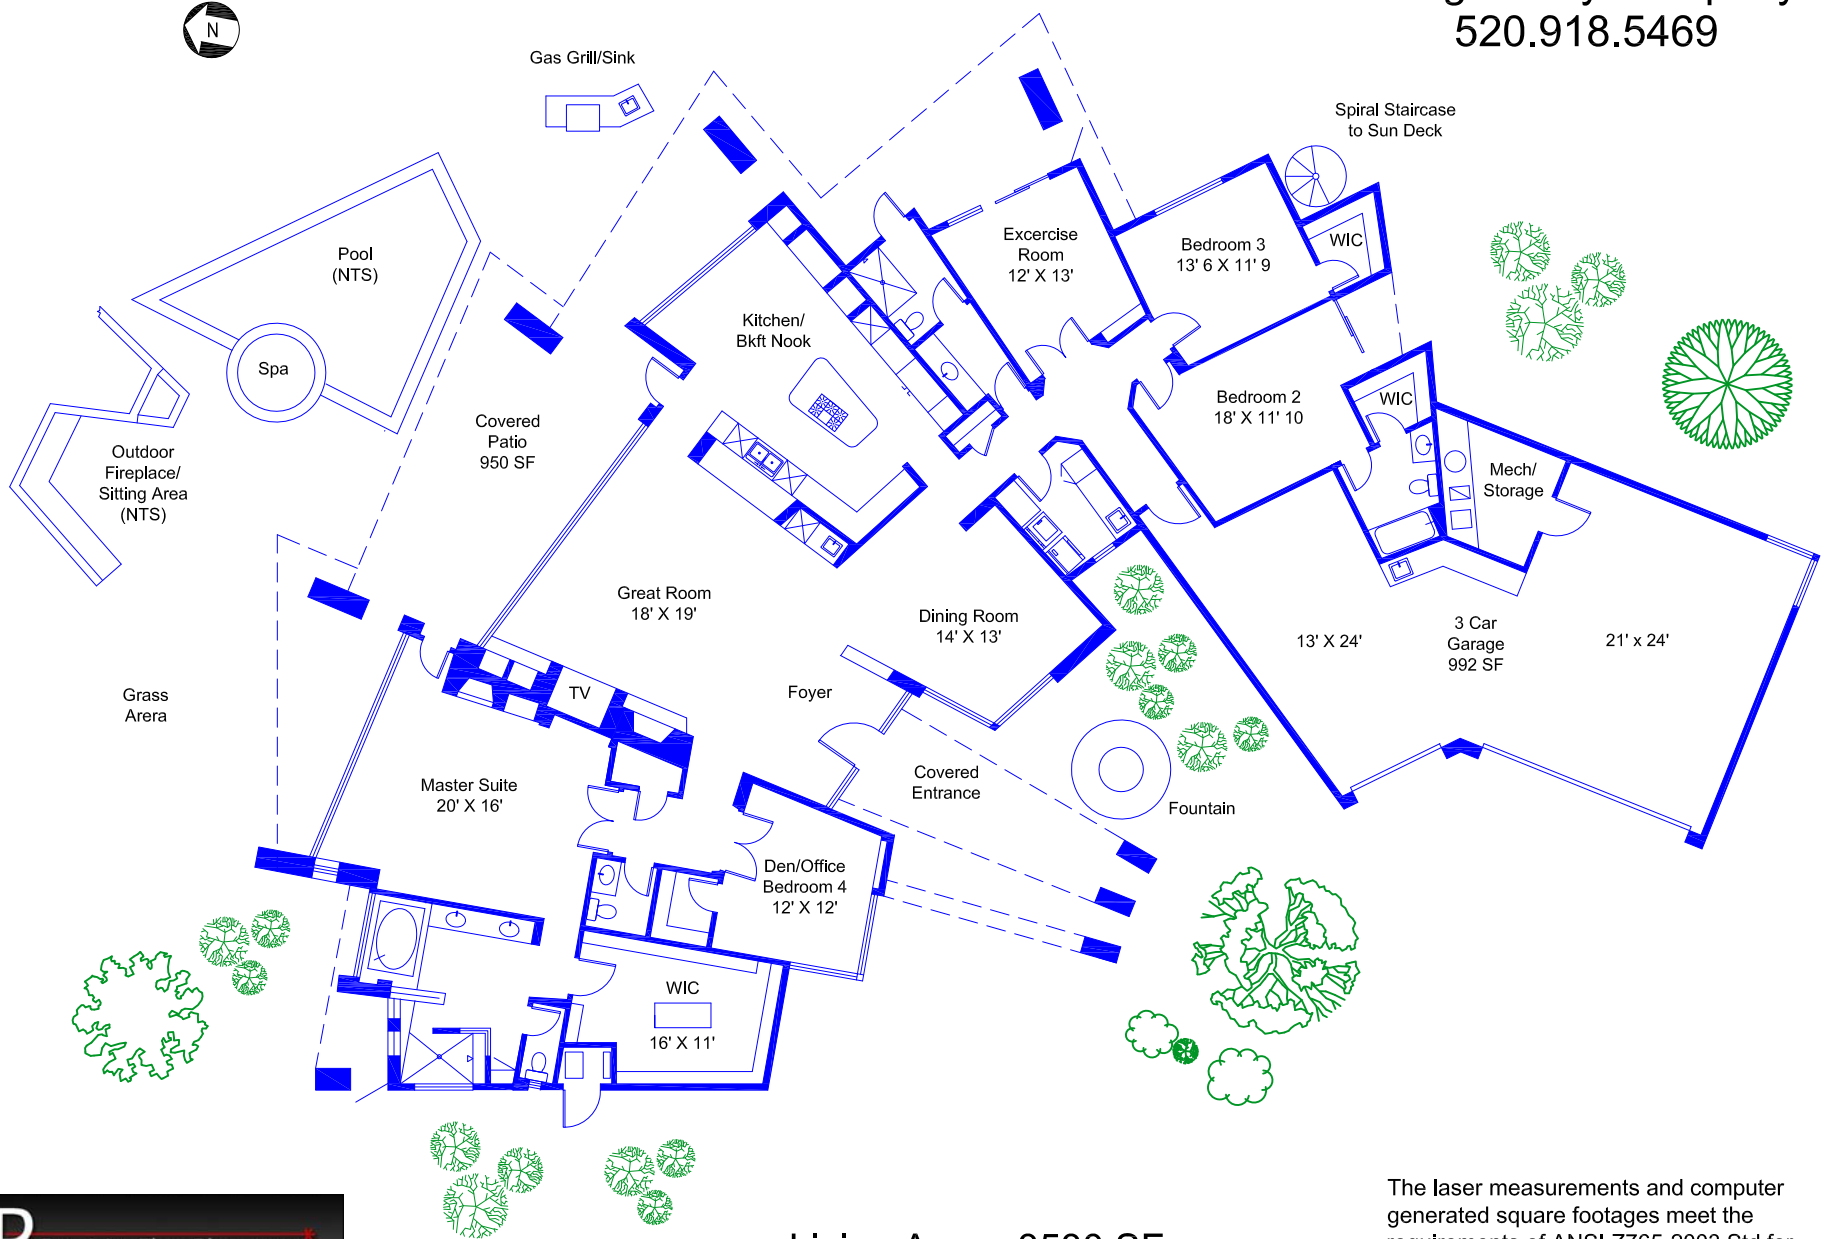 520.918.5469
N
Gas Grill/Sink
Spiral Staircase
to Sun Deck
Pool
(NTS)
Excercise
Room
12' X 13'
Bedroom 3
13' 6 X 11' 9
WIC
Kitchen/
Bkft Nook
Spa
Covered
Patio
950 SF
Bedroom 2
18' X 11' 10
WIC
Outdoor
Fireplace/
Sitting Area
(NTS)
Mech/
Storage
Great Room
18' X 19'
Dining Room
14' X 13'
13' X 24'
3 Car
Garage
992 SF
21' x 24'
Grass
Arera
TV
Foyer
Master Suite
20' X 16'
Covered
Entrance
Fountain
Den/Office
Bedroom 4
12' X 12'
WIC
16' X 11'
The laser measurements and computer
generated square footages meet the